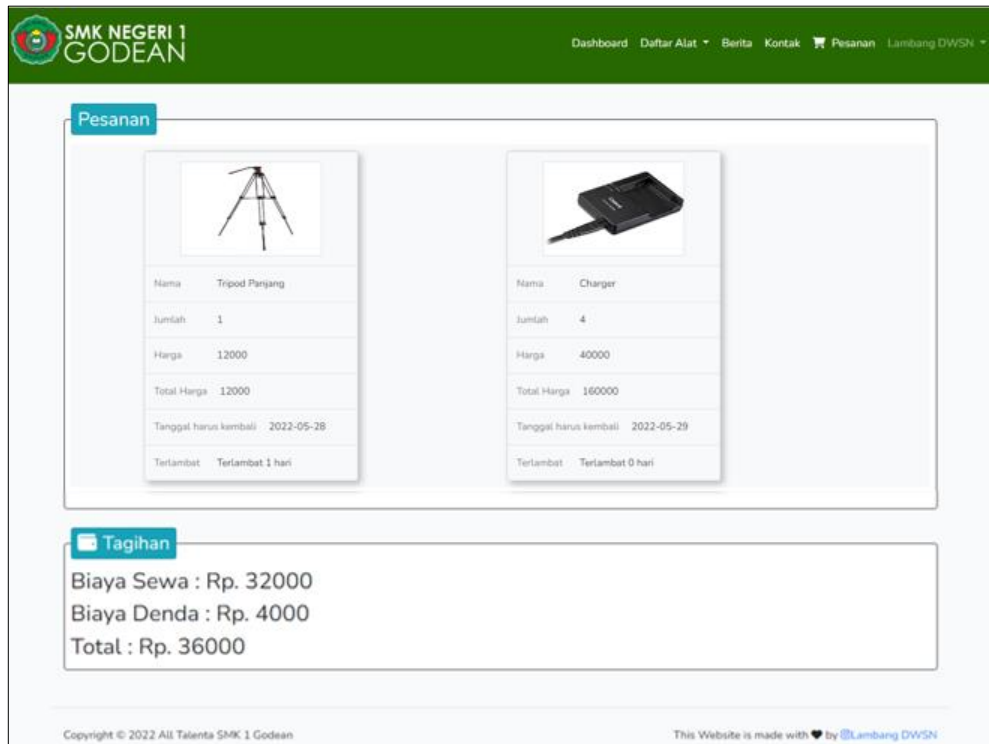 SMK NEGERI 1
GODEAN
Dashboard Daftar Alat Berita Kontak Pesanan Lambang DWSN
Pesanan
Nama Tripod Panjang
Jumlah 1
Harga 12000
Total Harga 12000
Tanggal harus kembali 2022-05-28
Terlambat Terlambat 1 hari
Nama Charger
Jumlah 4
Harga 40000
Total Harga 160000
Tanggal harus kembali 2022-05-29
Terlambat Terlambat 0 hari
Tagihan
Biaya Sewa : Rp. 32000
Biaya Denda : Rp. 4000
Total : Rp. 36000
Copyright © 2022 All Talenta SMK 1 Godean
This Website is made with ♥ by @Lambang DWSN